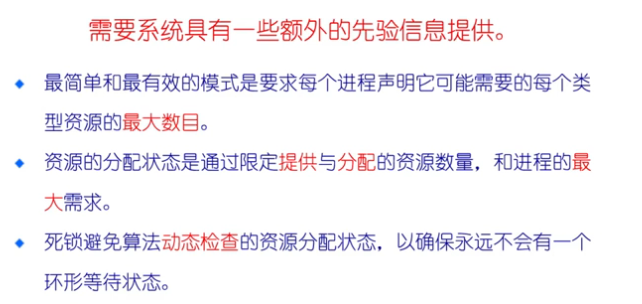 需要系统具有一些额外的先验信息提供。
最简单和最有效的模式是要求每个进程声明它可能需要的每个类
型资源的最大数目。
资源的分配状态是通过限定提供与分配的资源数量，和进程的最
大需求。
死锁避免算法动态检查的资源分配状态，以确保永远不会有一个
环形等待状态。